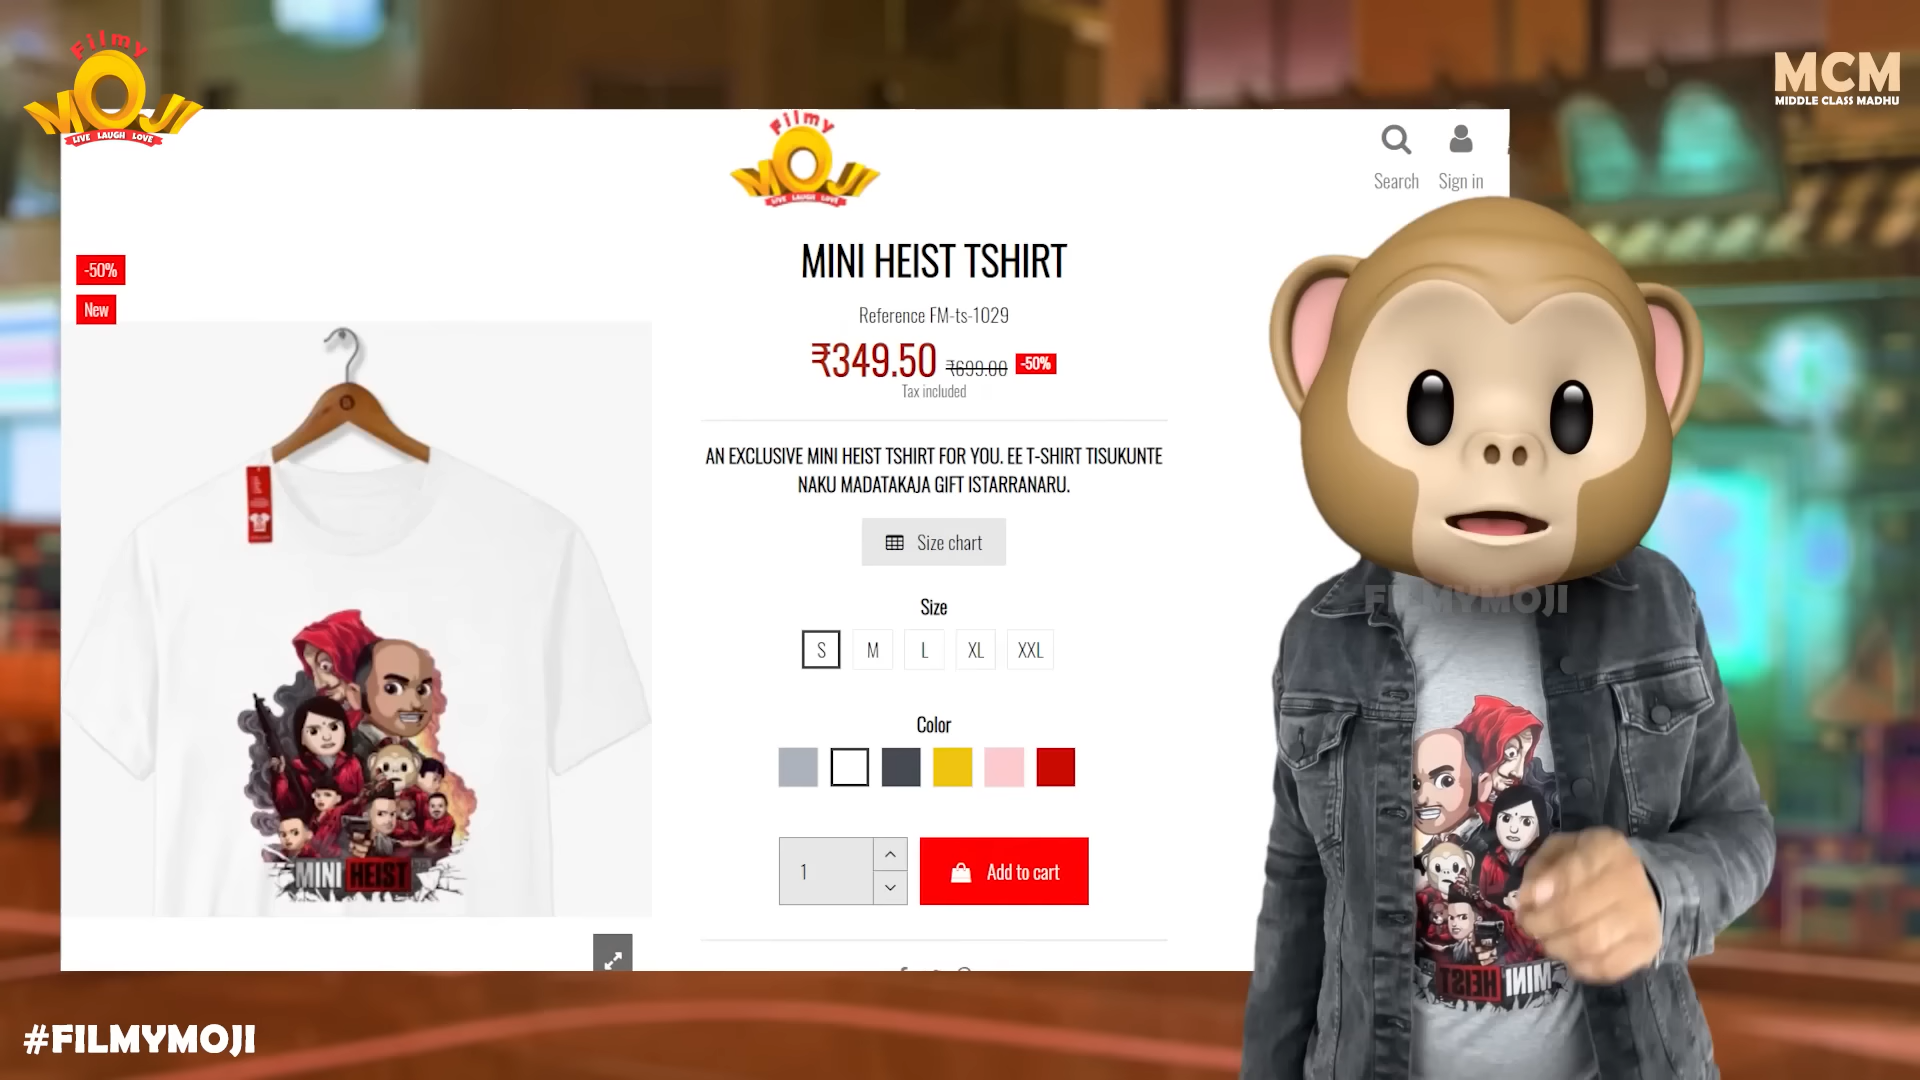 Filmy
MOJI
LIVE LAUGH LOVE
MCM
MIDDLE CLASS MADHU
Filmy
MOJI
LIVE LAUGH LOVE
Search
Sign in
-50%
New
MINI HEIST TSHIRT
Reference FM-ts-1029
₹349.50 ₹699.00 -50%
Tax included
AN EXCLUSIVE MINI HEIST TSHIRT FOR YOU. EE T-SHIRT TISUKUNTE
NAKU MADATAKAJA GIFT ISTARRANARU.
Size chart
Size
S M L XL XXL
Color
1
Add to cart
MINI HEIST
FILMYMOJI
MINI HEIST
#FILMYMOJI